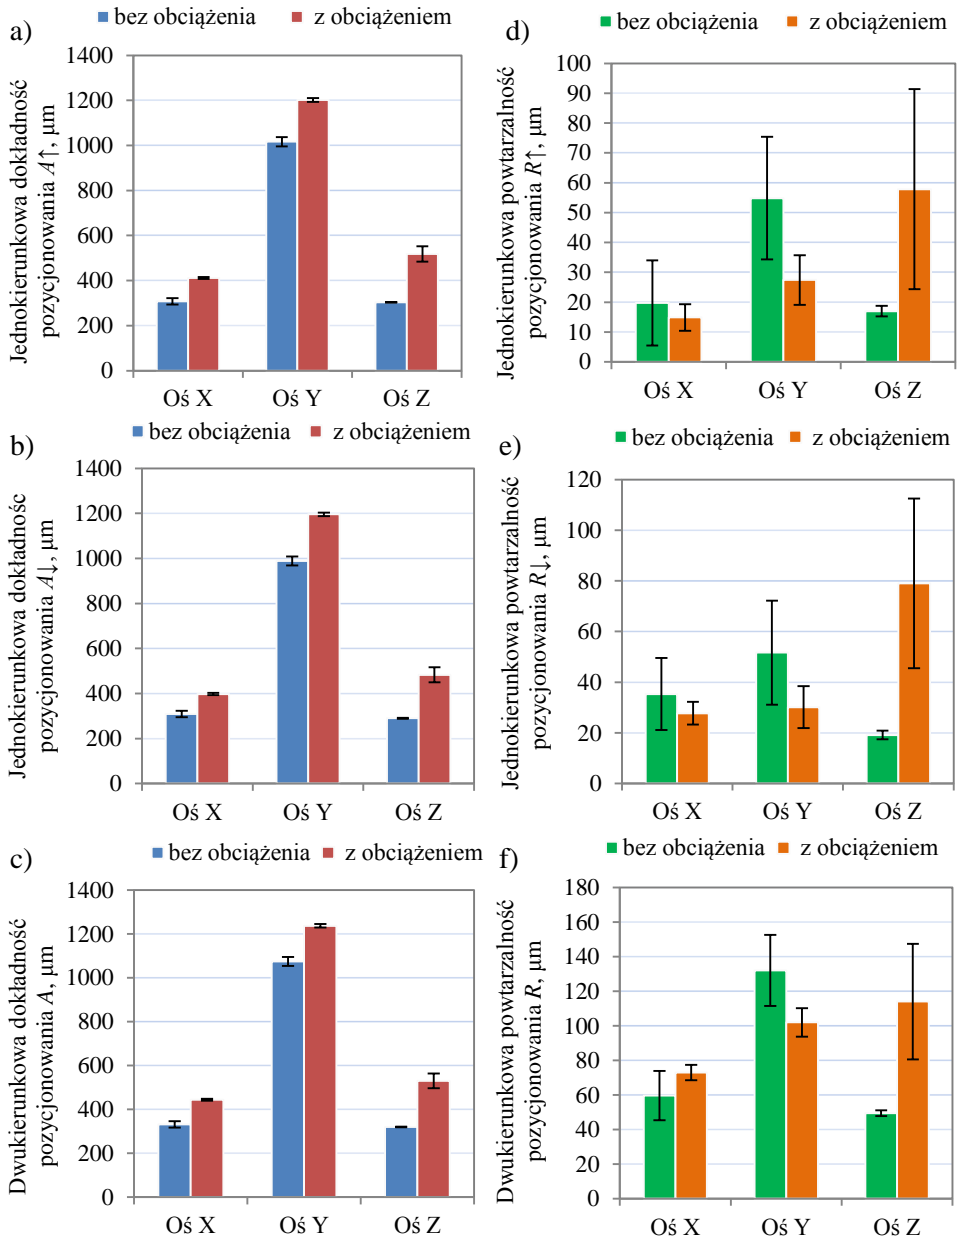 a)
bez obciążenia z obciążeniem
Jednokierunkowa dokładność
pozycjonowania A↑, μm
1400
1200
1000
800
600
400
200
0
Oś X Oś Y Oś Z
d)
bez obciążenia z obciążeniem
Jednokierunkowa powtarzalność
pozycjonowania R↑, μm
100
90
80
70
60
50
40
30
20
10
0
Oś X Oś Y Oś Z
b)
bez obciążenia z obciążeniem
Jednokierunkowa dokładność
pozycjonowania A↓, μm
1400
1200
1000
800
600
400
200
0
Oś X Oś Y Oś Z
e)
bez obciążenia z obciążeniem
Jednokierunkowa powtarzalność
pozycjonowania R↓, μm
120
100
80
60
40
20
0
Oś X Oś Y Oś Z
c)
bez obciążenia z obciążeniem
Dwukierunkowa dokładność
pozycjonowania A, μm
1400
1200
1000
800
600
400
200
0
Oś X Oś Y Oś Z
f)
bez obciążenia z obciążeniem
Dwukierunkowa powtarzalność
pozycjonowania R, μm
180
160
140
120
100
80
60
40
20
0
Oś X Oś Y Oś Z